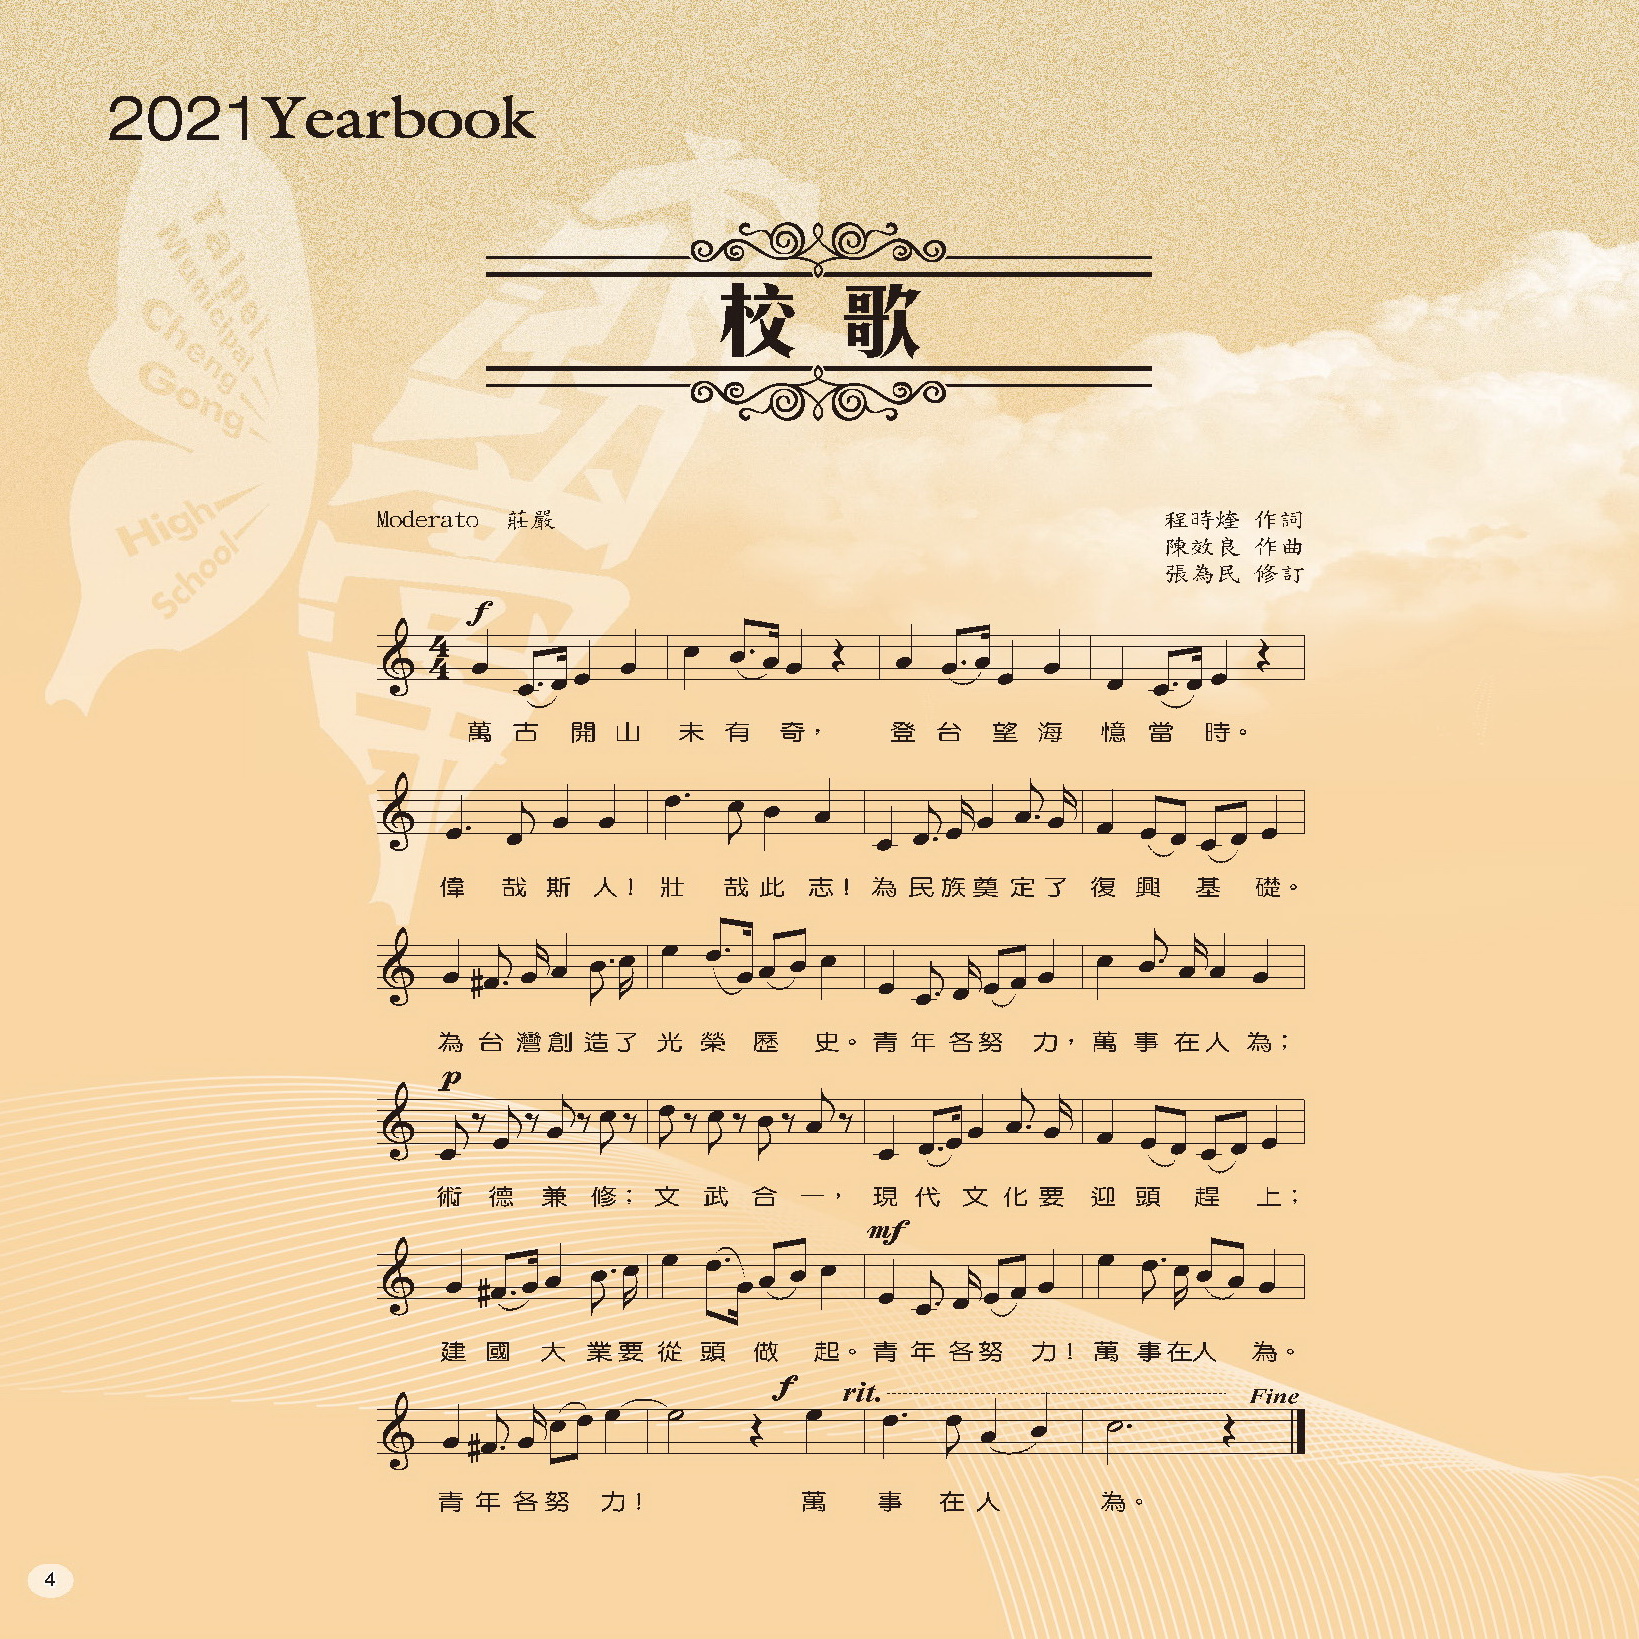 2021Yearbook
Taipei
Municipal
Cheng
Gong
High
School
校 歌
Moderato 莊嚴
程時煃 作詞
陳效良 作曲
張為民 修訂
f
4
4
萬 古 開 山 未 有 奇， 登 台 望 海 憶 當 時。
偉 哉 斯 人！ 壯 哉 此 志！ 為 民 族 奠 定 了 復 興 基 礎。
為 台 灣 創 造 了 光 榮 歷 史。 青 年 各 努 力， 萬 事 在 人 為；
p
術 德 兼 修； 文 武 合 一， 現 代 文 化 要 迎 頭 趕 上；
mf
建 國 大 業 要 從 頭 做 起。 青 年 各 努 力！ 萬 事 在 人 為。
f rit. Fine
青 年 各 努 力！ 萬 事 在 人 為。
4